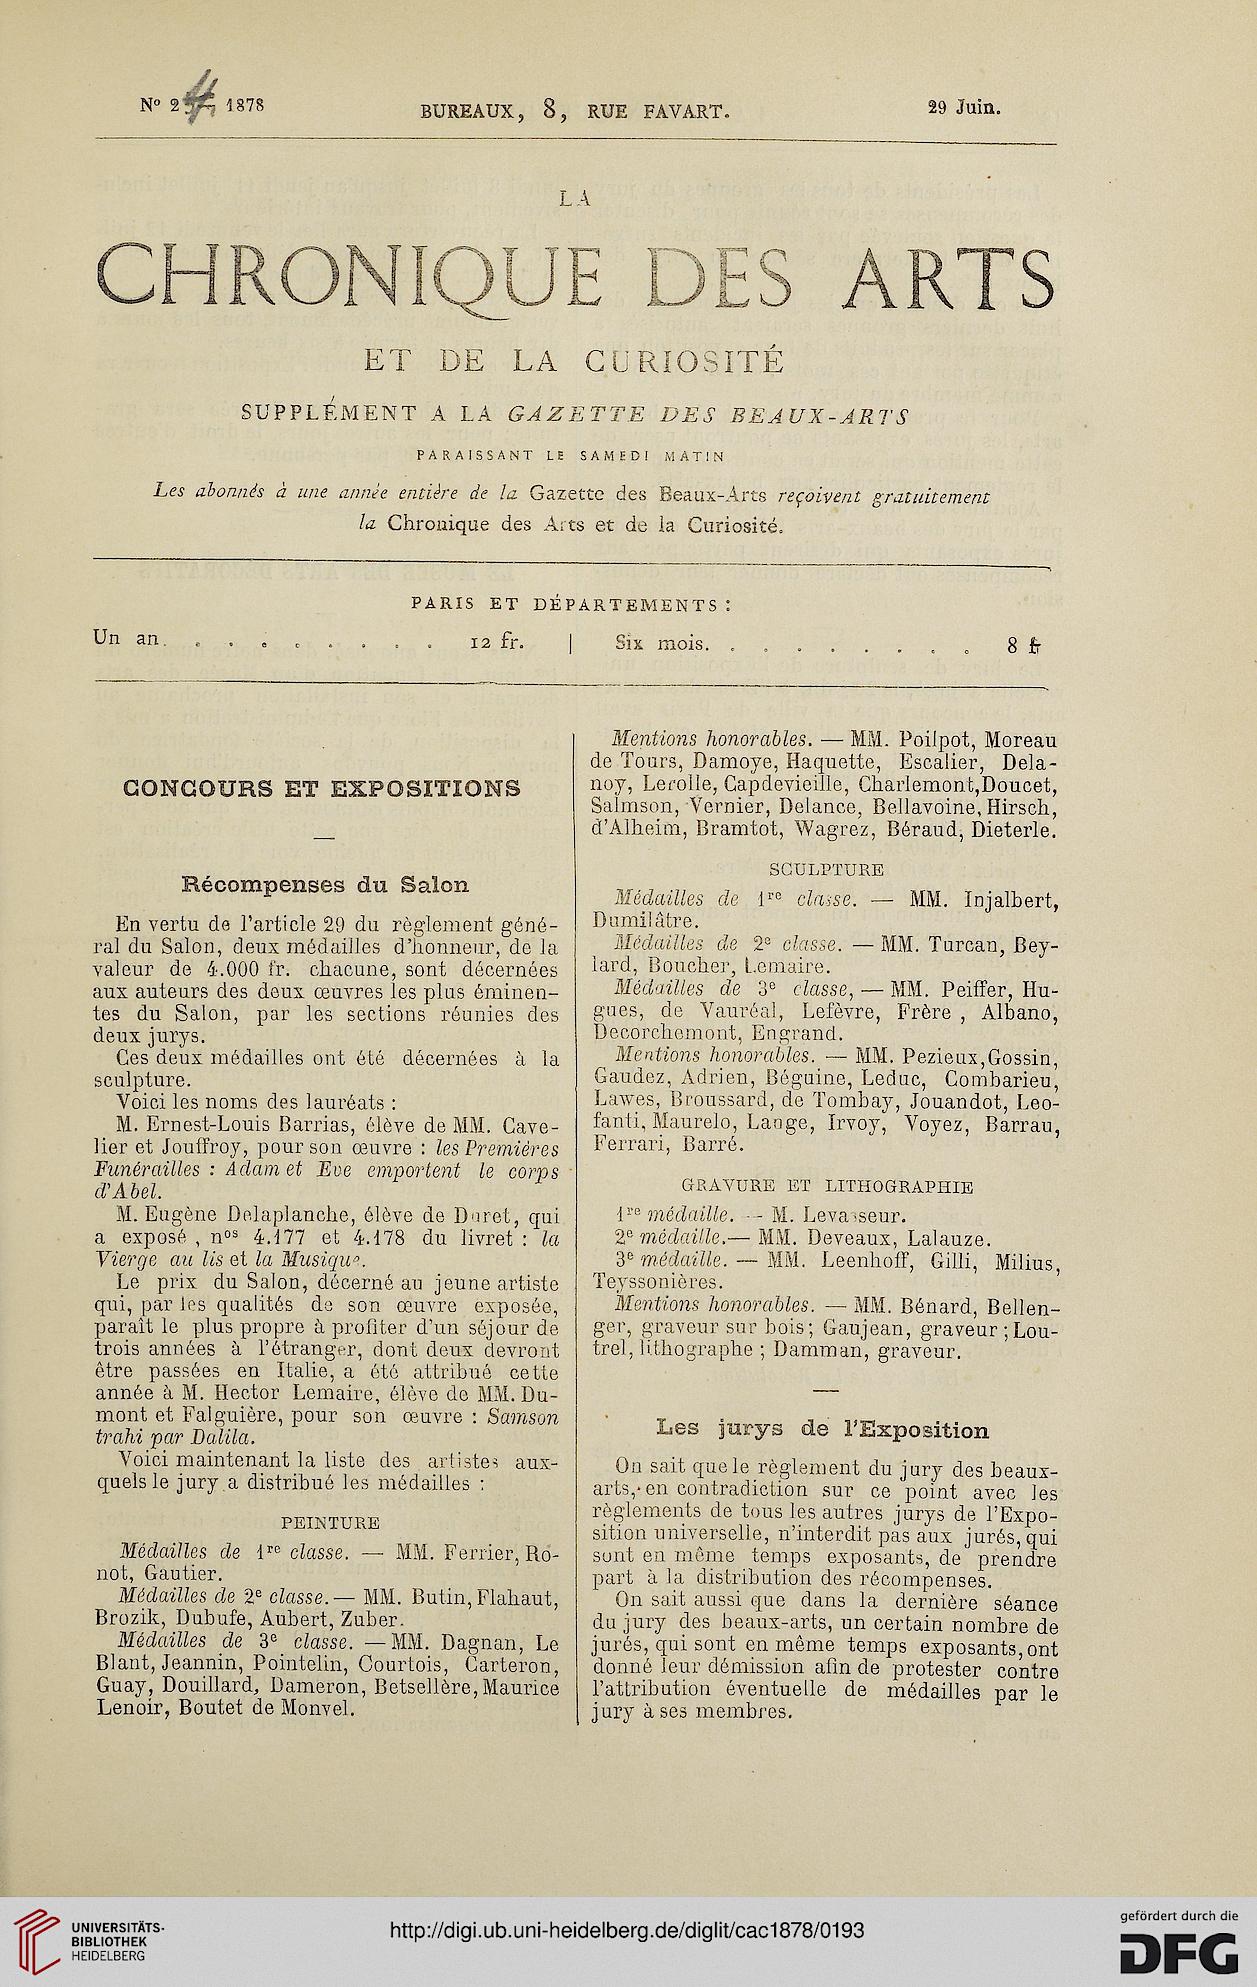 N° 24 1878
BUREAUX, 8, RUE FAVART.
29 Juin.
LA
CHRONIQUE DES ARTS
ET DE LA CURIOSITÉ
SUPPLÉMENT A LA GAZETTE DES BEAUX-ARTS
PARAISSANT LE SAMEDI MATIN
Les abonnés à une année entière de la Gazette des Beaux-Arts reçoivent gratuitement
la Chronique des Arts et de la Curiosité.
PARIS ET DÉPARTEMENTS :
Un an. . . . . . . . . 12 fr. | Six mois. . . . . . . . . 8 fr
CONCOURS ET EXPOSITIONS
Récompenses du Salon
En vertu de l'article 29 du règlement géné-
ral du Salon, deux médailles d'honneur, de la
valeur de 4.000 fr. chacune, sont décernées
aux auteurs des deux œuvres les plus éminen-
tes du Salon, par les sections réunies des
deux jurys.
Ces deux médailles ont été décernées à la
sculpture.
Voici les noms des lauréats :
M. Ernest-Louis Barrias, élève de MM. Cave-
lier et Jouffroy, pour son œuvre : les Premières
Funérailles : Adam et Eve emportent le corps
d'Abel.
M. Eugène Delaplanche, élève de Duret, qui
a exposé , nos 4.177 et 4.178 du livret : la
Vierge au lis et la Musique.
Le prix du Salon, décerné au jeune artiste
qui, par les qualités de son œuvre exposée,
paraît le plus propre à profiter d'un séjour de
trois années à l'étranger, dont deux devront
être passées en Italie, a été attribué cette
année à M. Hector Lemaire, élève de MM. Du-
mont et Falguière, pour son œuvre : Samson
trahi par Dalila.
Voici maintenant la liste des artistes aux-
quels le jury a distribué les médailles :
PEINTURE
Médailles de 1re classe. — MM. Ferrier, Ro-
not, Gautier.
Médailles de 2e classe. — MM. Butin, Flahaut,
Brozik, Dubufe, Aubert, Zuber.
Médailles de 3e classe. — MM. Dagnan, Le
Blant, Jeannin, Pointelin, Courtois, Carteron,
Guay, Douillard, Dameron, Betsellère, Maurice
Lenoir, Boutet de Monvel.
Mentions honorables. — MM. Poilpot, Moreau
de Tours, Damoye, Haquette, Escalier, Dela-
noy, Lerolle, Capdevieille, Charlemont, Doucet,
Salmson, Vernier, Delance, Bellavoine, Hirsch,
d'Alheim, Bramtot, Wagrez, Béraud, Dieterle.
SCULPTURE
Médailles de 1re classe. — MM. Injalbert,
Dumilâtre.
Médailles de 2e classe. — MM. Turcan, Bey-
lard, Boucher, Lemaire.
Médailles de 3e classe, — MM. Peiffer, Hu-
gues, de Vauréal, Lefèvre, Frère , Albano,
Decorchemont, Engrand.
Mentions honorables. — MM. Pezieux, Gossin,
Gaudez, Adrien, Béguine, Leduc, Combarieu,
Lawes, Broussard, de Tombay, Jouandot, Leo-
fanti, Maurelo, Lange, Irvoy, Voyez, Barrau,
Ferrari, Barré.
GRAVURE ET LITHOGRAPHIE
1re médaille. — M. Levasseur.
2e médaille. — MM. Deveaux, Lalauze.
3e médaille. — MM. Leenhoff, Gilli, Milius,
Teyssonières.
Mentions honorables. — MM. Bénard, Bellen-
ger, graveur sur bois ; Gaujean, graveur ; Lou-
trel, lithographe ; Damman, graveur.
Les jurys de l'Exposition
On sait que le règlement du jury des beaux-
arts, en contradiction sur ce point avec les
règlements de tous les autres jurys de l'Expo-
sition universelle, n'interdit pas aux jurés, qui
sont en même temps exposants, de prendre
part à la distribution des récompenses.
On sait aussi que dans la dernière séance
du jury des beaux-arts, un certain nombre de
jurés, qui sont en même temps exposants, ont
donné leur démission afin de protester contre
l'attribution éventuelle de médailles par le
jury à ses membres.
UNIVERSITÄTS-
BIBLIOTHEK
HEIDELBERG
http://digi.ub.uni-heidelberg.de/diglit/cac1878/0193
gefördert durch die
DFG